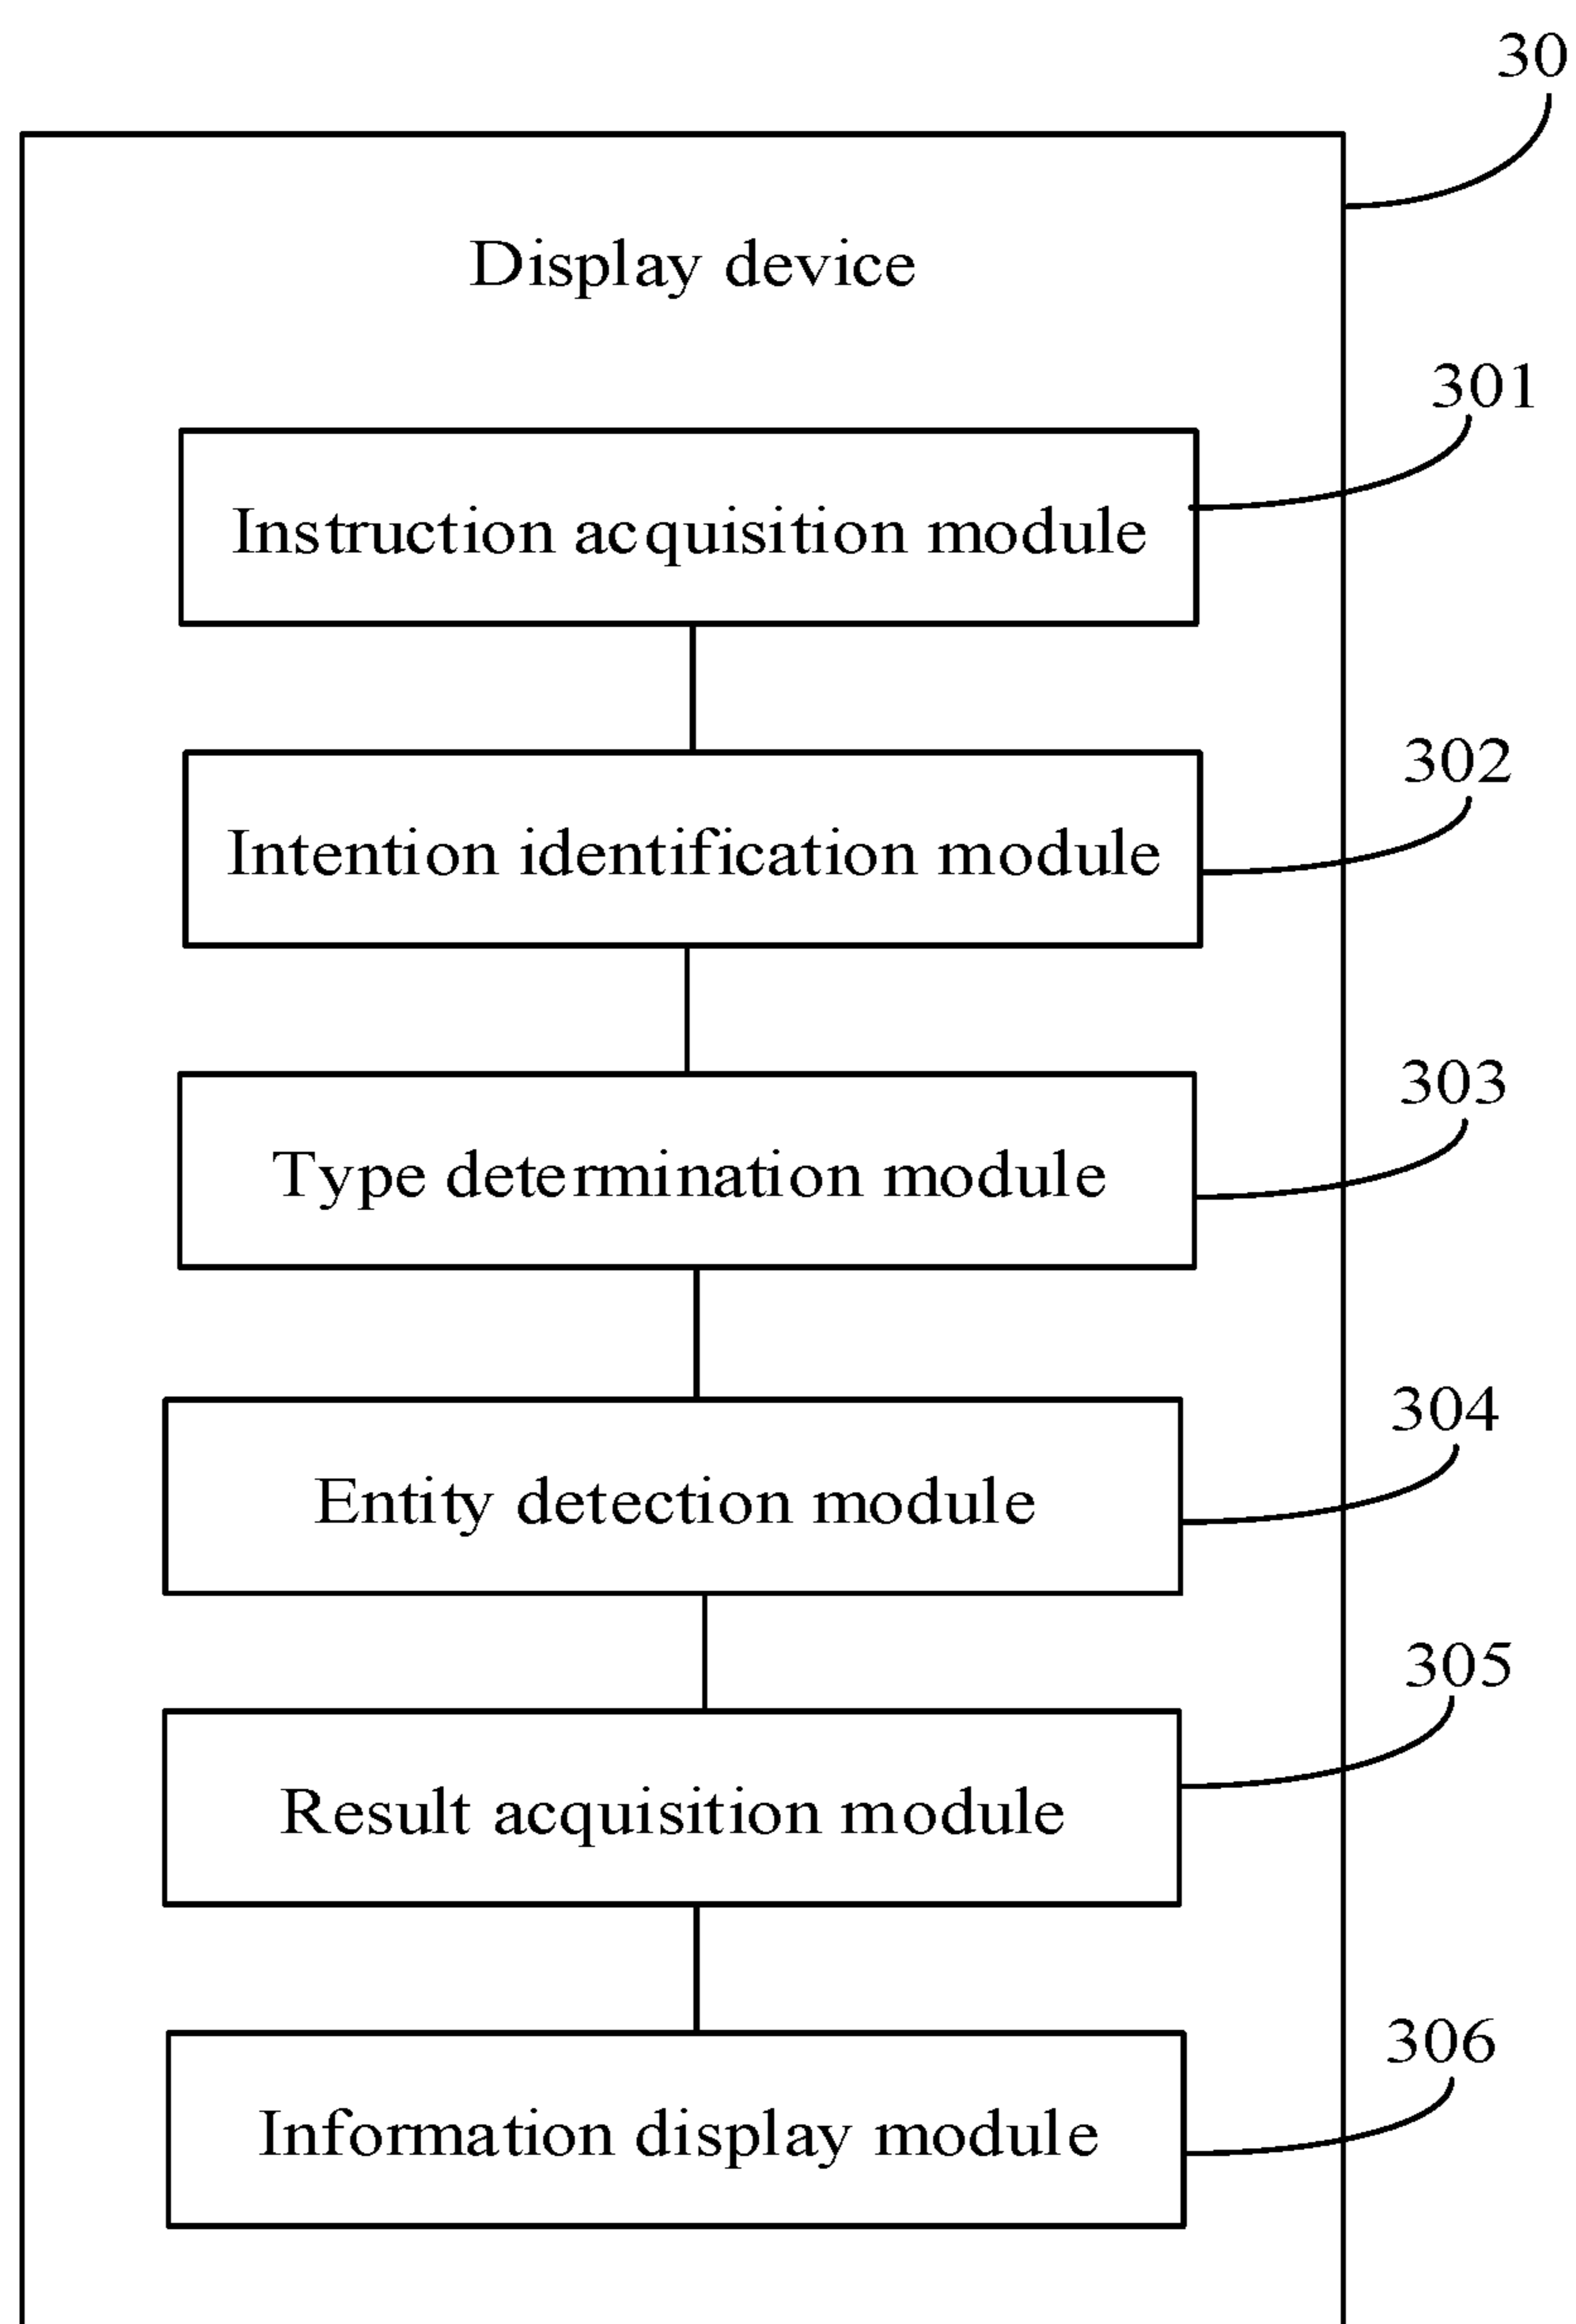 30
Display device
301
Instruction acquisition module
302
Intention identification module
303
Type determination module
304
Entity detection module
305
Result acquisition module
306
Information display module